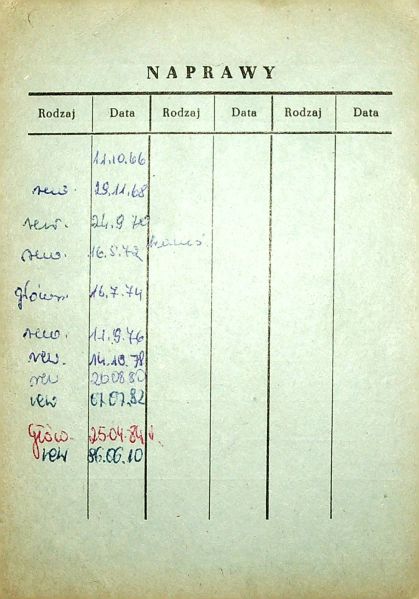 NAPRAWY
Rodzaj Data Rodzaj Data Rodzaj Data
11.10.66
rew. 29.11.68
rew. 24.9.70
rew. 16.5.72
główn. 16.7.74
rew. 11.9.76
rew. 14.10.78
rew 20.08.80
rew 07.07.82
Głów. 25.04.84
rew 86.06.10